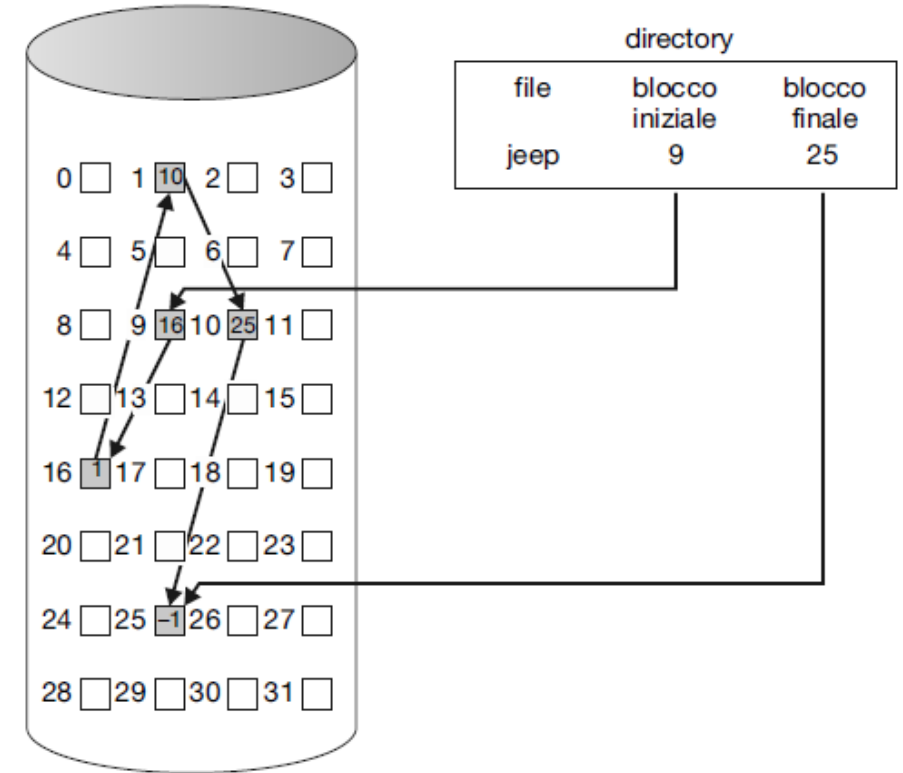 directory
file blocco blocco
iniziale finale
jeep 9 25
0 1 10 2 3
4 5 6 7
8 9 16 10 25 11
12 13 14 15
16 1 17 18 19
20 21 22 23
24 25 –1 26 27
28 29 30 31